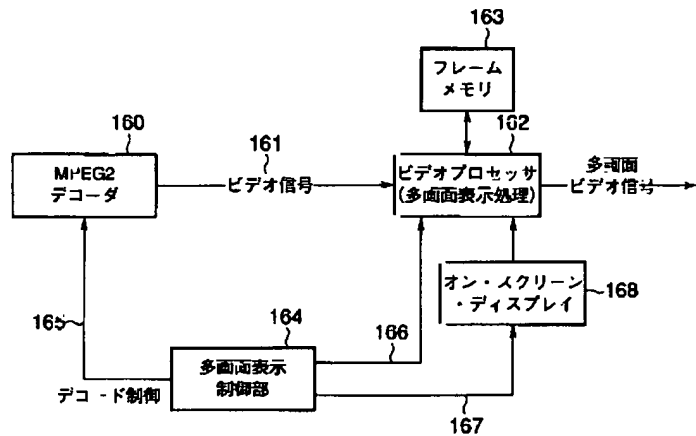 163
フレーム
メモリ
160
161
162
MPEG2
デコーダ
ビデオ信号
ビデオプロセッサ
(多画面表示処理)
多画面
ビデオ信号
オン・スクリーン
・ディスプレイ
168
165
164
166
多画面表示
制御部
デコード制御
167